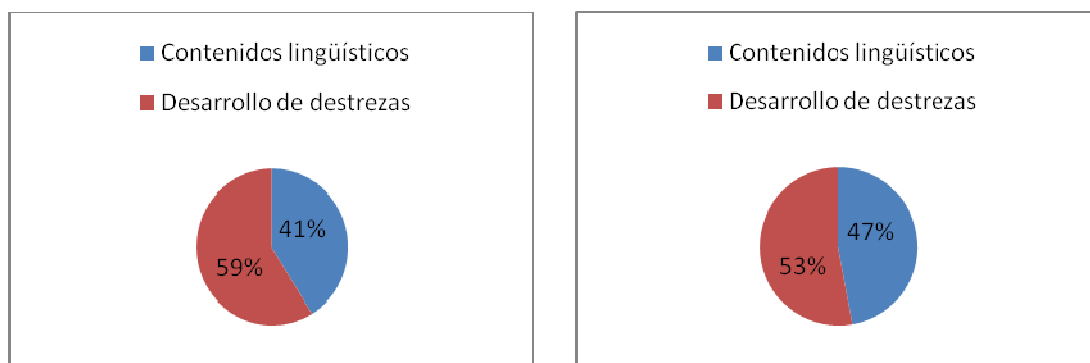 Contenidos lingüísticos
Desarrollo de destrezas
41%
59%
Contenidos lingüísticos
Desarrollo de destrezas
47%
53%